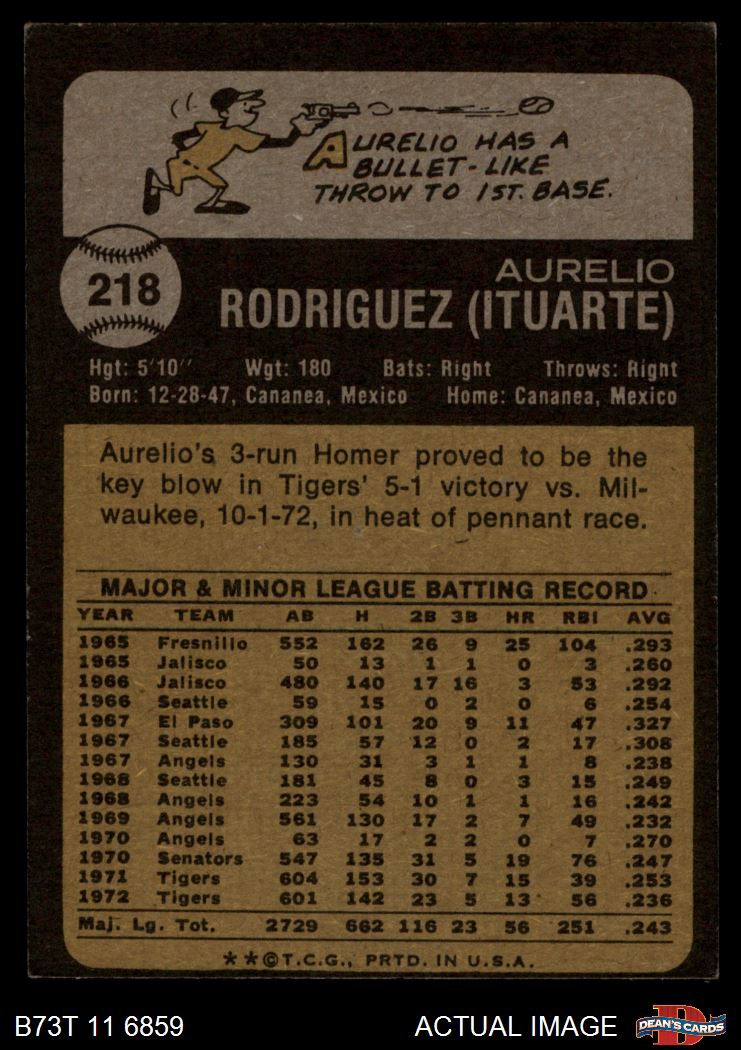 AURELIO HAS A
BULLET-LIKE
THROW TO 1ST. BASE.
218
AURELIO
RODRIGUEZ (ITUARTE)
Hgt: 5'10" Wgt: 180 Bats: Right Throws: Right
Born: 12-28-47, Cananea, Mexico Home: Cananea, Mexico
Aurelio's 3-run Homer proved to be the
key blow in Tigers' 5-1 victory vs. Mil-
waukee, 10-1-72, in heat of pennant race.
MAJOR & MINOR LEAGUE BATTING RECORD
YEAR TEAM AB H 2B 3B HR RBI AVG
1965 Fresnillo 552 162 26 9 25 104 .293
1965 Jalisco 50 13 1 1 0 3 .260
1966 Jalisco 480 140 17 16 3 53 .292
1966 Seattle 59 15 0 2 0 6 .254
1967 El Paso 309 101 20 9 11 47 .327
1967 Seattle 185 57 12 0 2 17 .308
1967 Angels 130 31 3 1 1 8 .238
1968 Seattle 181 45 8 0 3 15 .249
1968 Angels 223 54 10 1 1 16 .242
1969 Angels 561 130 17 2 7 49 .232
1970 Angels 63 17 2 2 0 7 .270
1970 Senators 547 135 31 5 19 76 .247
1971 Tigers 604 153 30 7 15 39 .253
1972 Tigers 601 142 23 5 13 56 .236
Maj. Lg. Tot. 2729 662 116 23 56 251 .243
**©T.C.G., PRTD. IN U.S.A.
B73T 11 6859 ACTUAL IMAGE D DEAN'S CARDS